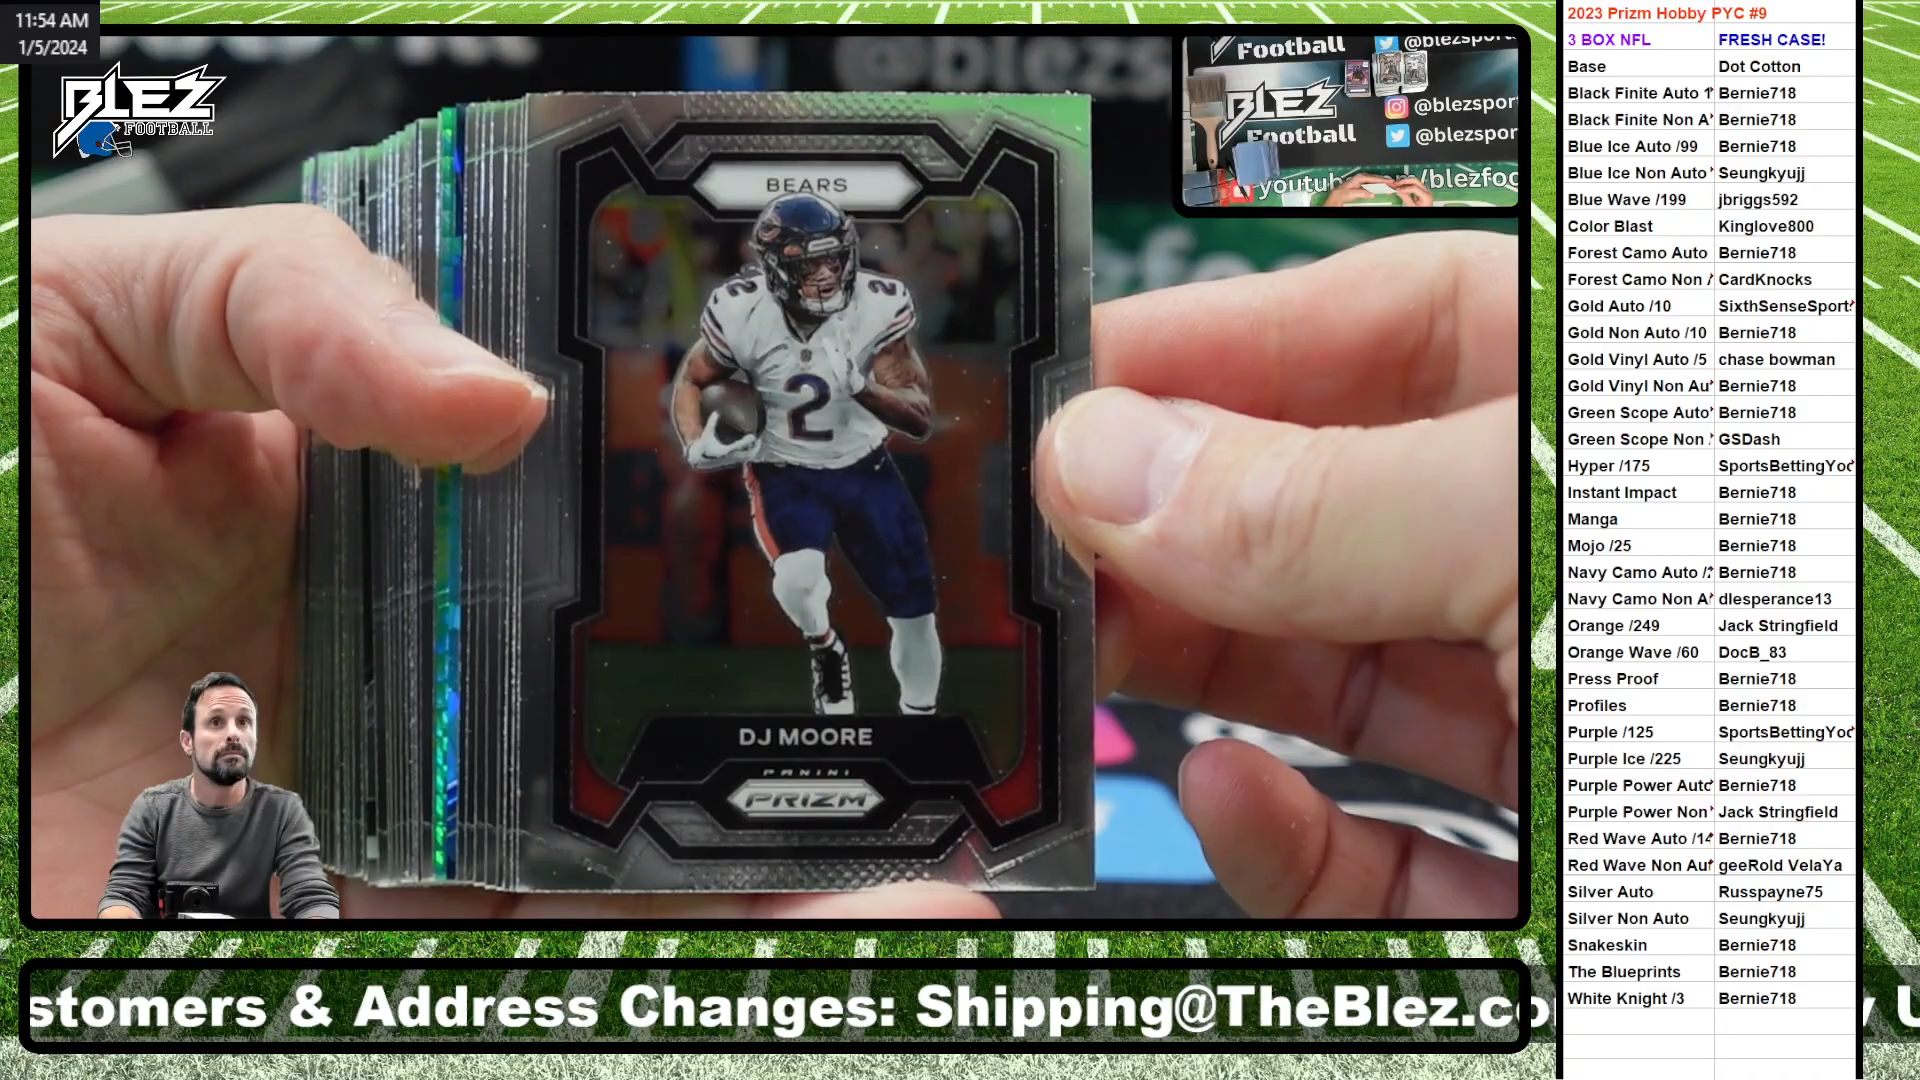 11:54 AM
1/5/2024
BLEZ
FOOTBALL
BEARS
2
2
2
DJ MOORE
PANINI
PRIZM
Football
@blezspor
BLEZ
Football
@blezspor
@blezspor
youtub
/blezfoo
stomers & Address Changes: Shipping@TheBlez.co
2023 Prizm Hobby PYC #9
3 BOX NFL FRESH CASE!
Base Dot Cotton
Black Finite Auto 1 Bernie718
Black Finite Non A Bernie718
Blue Ice Auto /99 Bernie718
Blue Ice Non Auto Seungkyujj
Blue Wave /199 jbriggs592
Color Blast Kinglove800
Forest Camo Auto Bernie718
Forest Camo Non CardKnocks
Gold Auto /10 SixthSenseSport
Gold Non Auto /10 Bernie718
Gold Vinyl Auto /5 chase bowman
Gold Vinyl Non Au Bernie718
Green Scope Auto Bernie718
Green Scope Non GSDash
Hyper /175 SportsBettingYo
Instant Impact Bernie718
Manga Bernie718
Mojo /25 Bernie718
Navy Camo Auto / Bernie718
Navy Camo Non A dlesperance13
Orange /249 Jack Stringfield
Orange Wave /60 DocB_83
Press Proof Bernie718
Profiles Bernie718
Purple /125 SportsBettingYo
Purple Ice /225 Seungkyujj
Purple Power Auto Bernie718
Purple Power Non Jack Stringfield
Red Wave Auto /14 Bernie718
Red Wave Non Au geeRold VelaYa
Silver Auto Russpayne75
Silver Non Auto Seungkyujj
Snakeskin Bernie718
The Blueprints Bernie718
White Knight /3 Bernie718